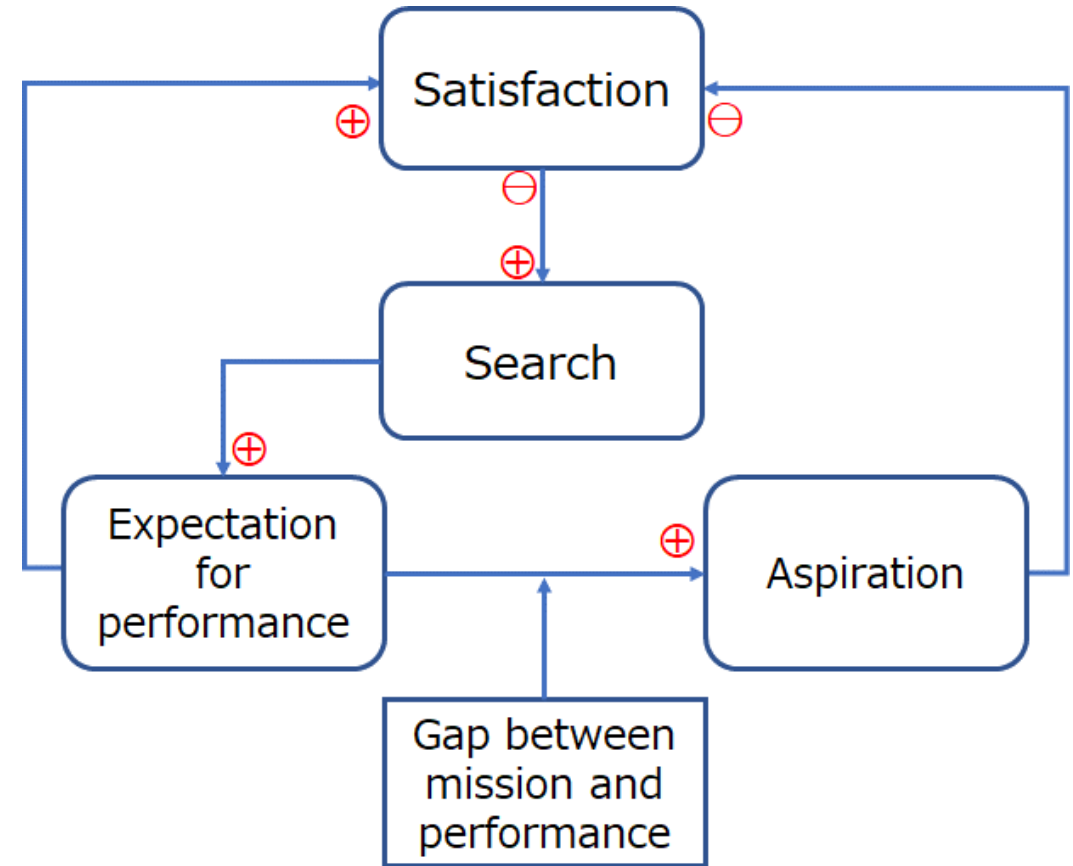 Satisfaction
⊕
⊖
⊖
⊕
Search
⊕
Expectation
for
performance
⊕
Aspiration
Gap between
mission and
performance